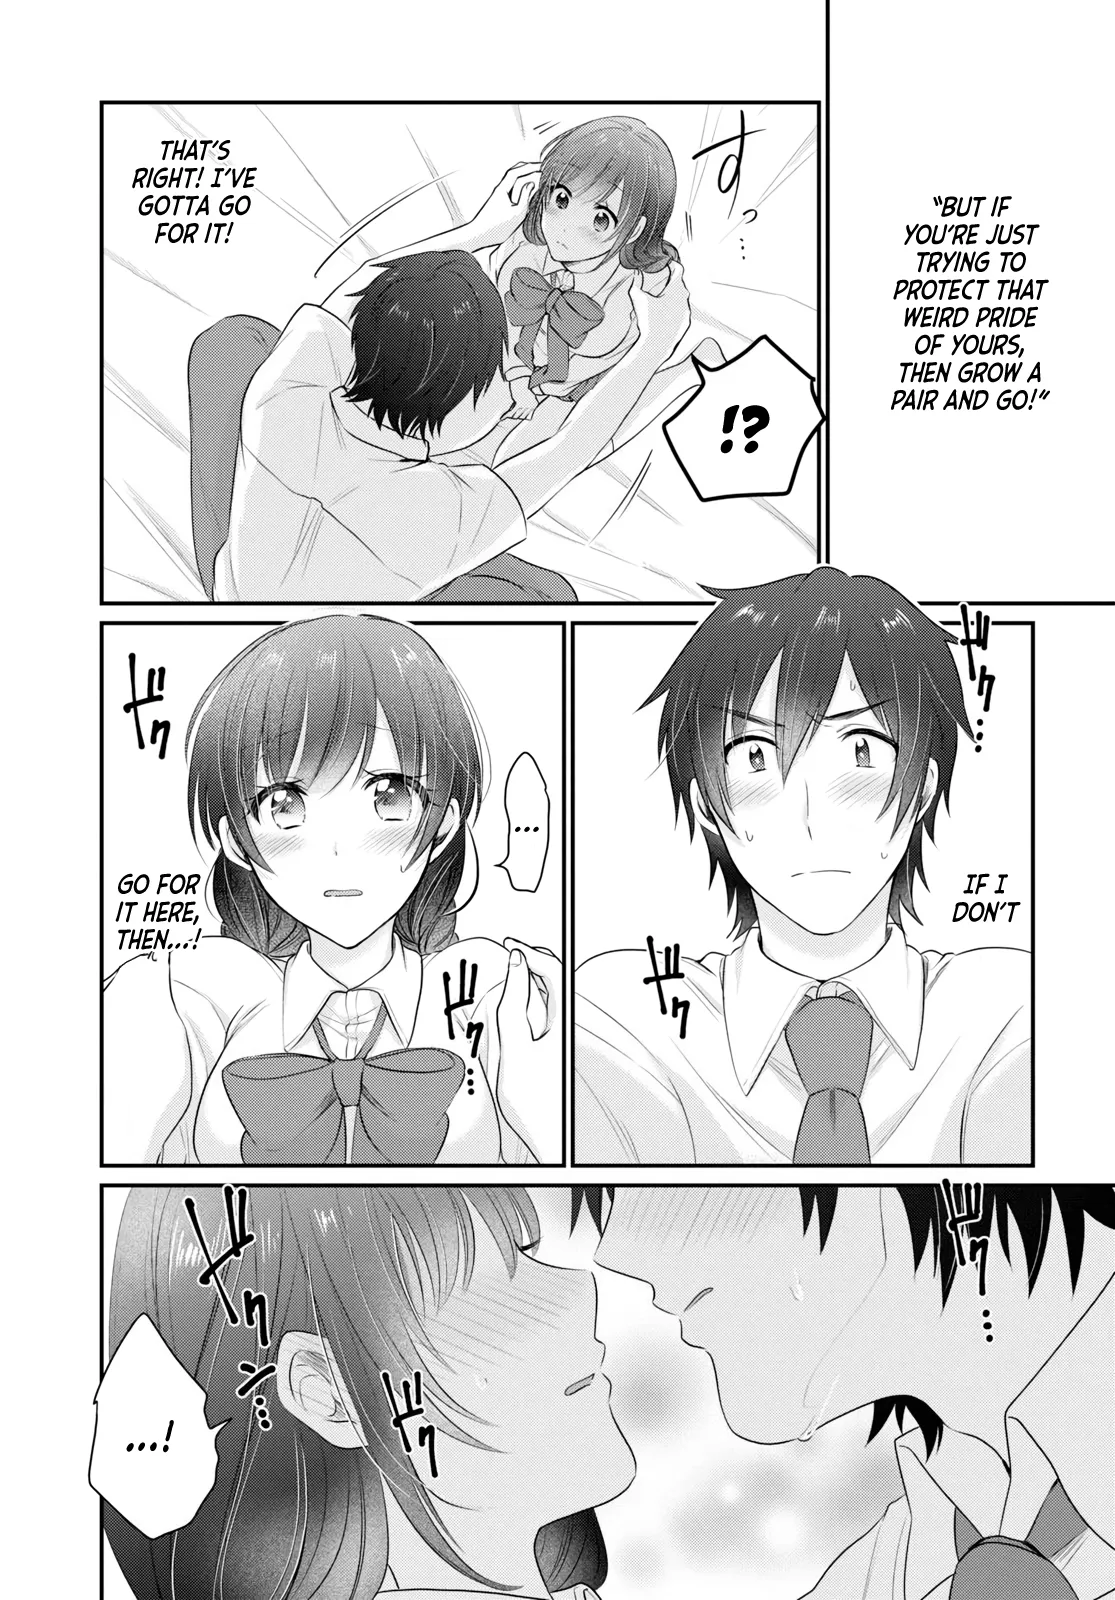 "BUT IF
YOU'RE JUST
TRYING TO
PROTECT THAT
WEIRD PRIDE
OF YOURS,
THEN GROW A
PAIR AND GO!"
THAT'S
RIGHT! I'VE
GOTTA GO
FOR IT!
す
っ…
!?
IF I
DON'T
ドク…
ドク…
...
GO FOR
IT HERE,
THEN...!
ドク
ドク…
ドクン…
ドク
ドク…
...!